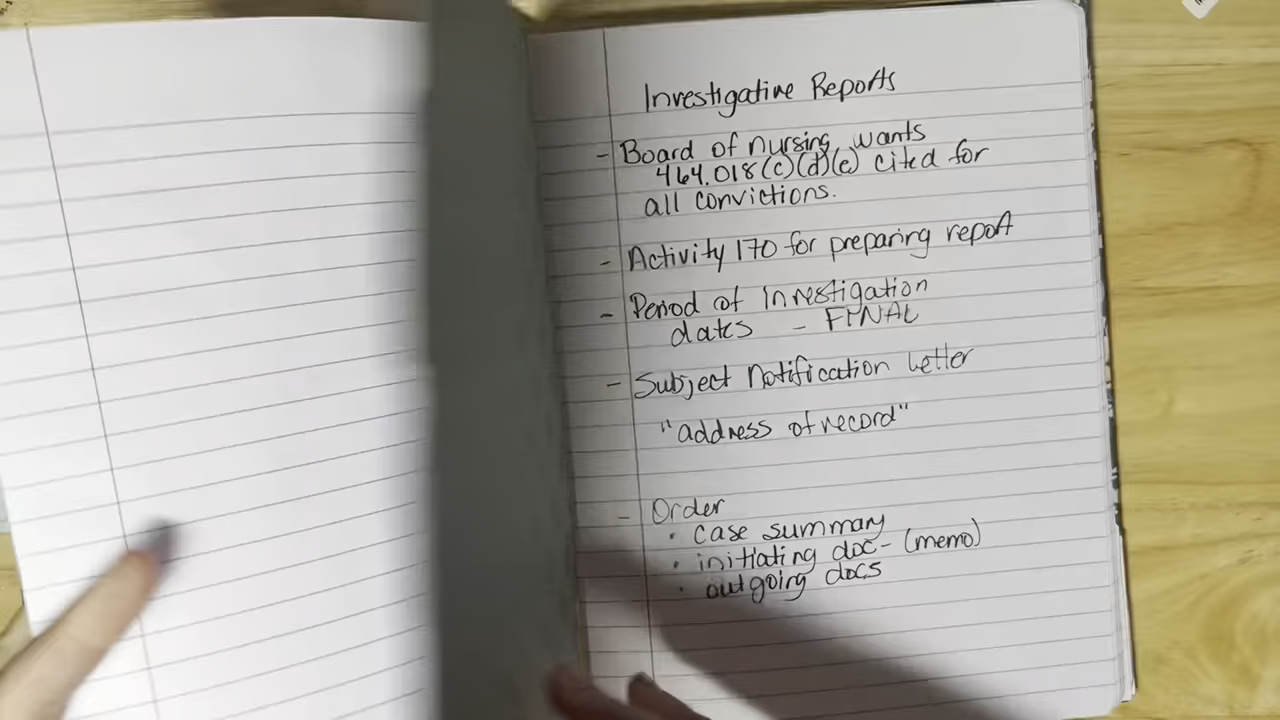 Investigative Reports
- Board of nursing wants
464.018(c)(d)(e) cited for
all convictions.
- Activity 170 for preparing report
- Period of Investigation
dates - FINAL
- Subject Notification Letter
"address of record"
- Order
• case summary
• initiating doc - (memo)
• outgoing docs